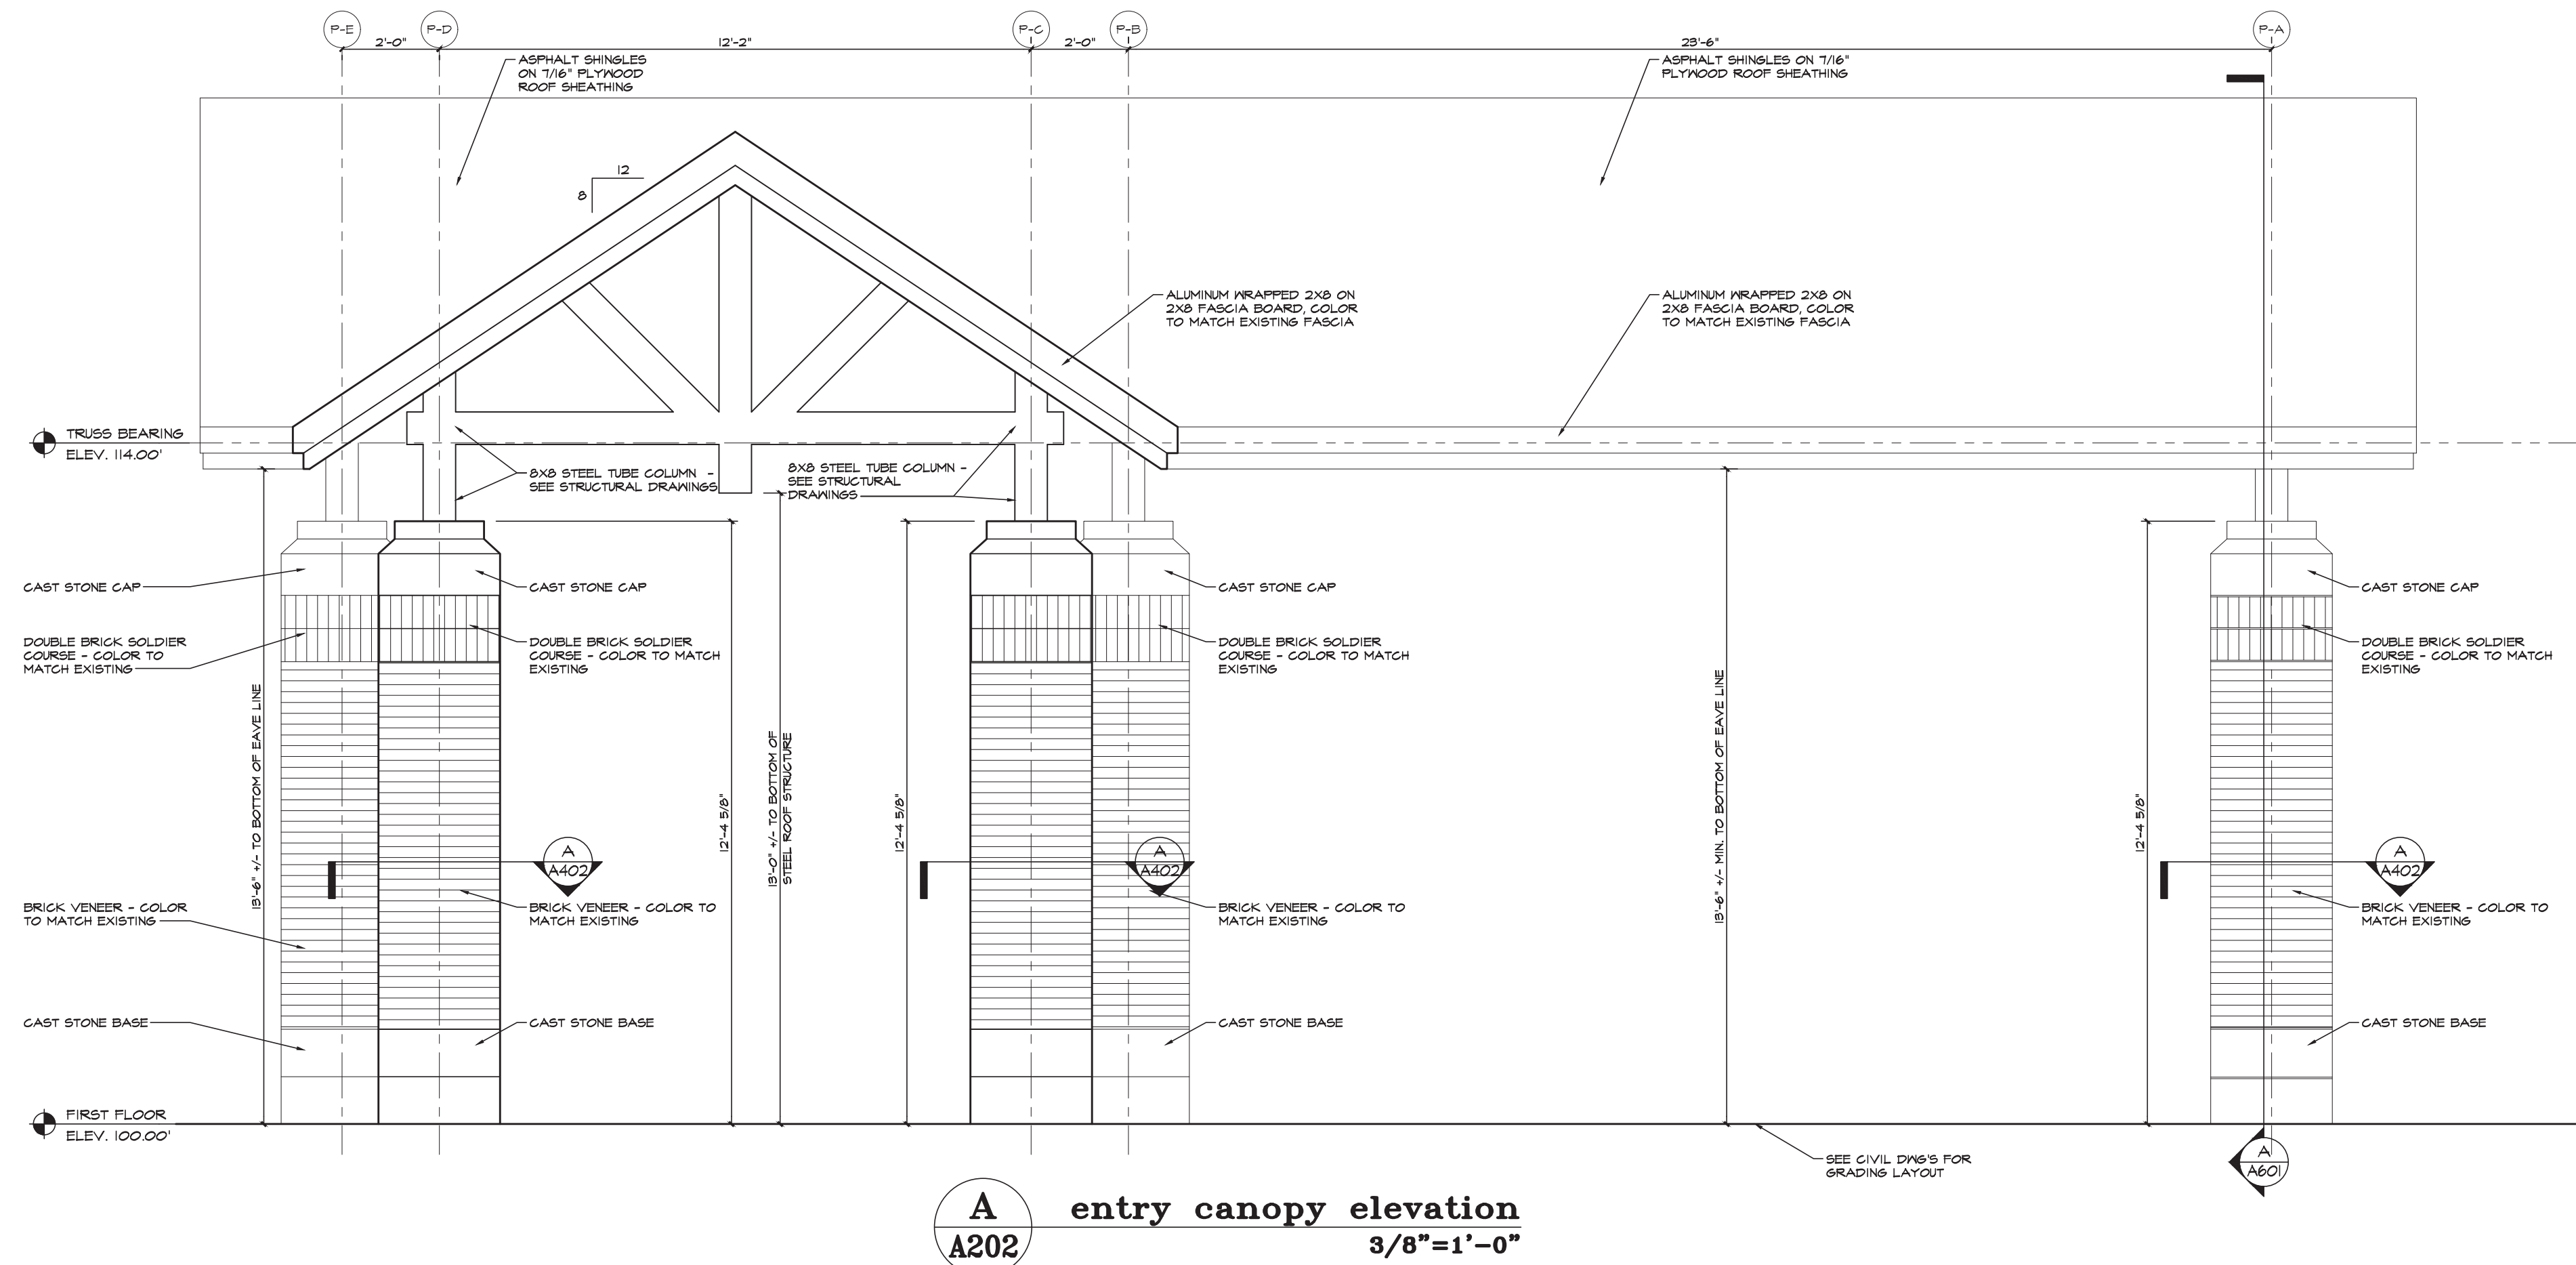 P-E
P-D
P-C
P-B
P-A
2'-0"
12'-2"
2'-0"
23'-6"
ASPHALT SHINGLES
ON 7/16" PLYWOOD
ROOF SHEATHING
ASPHALT SHINGLES ON 7/16"
PLYWOOD ROOF SHEATHING
12
8
ALUMINUM WRAPPED 2X8 ON
2X8 FASCIA BOARD, COLOR
TO MATCH EXISTING FASCIA
ALUMINUM WRAPPED 2X8 ON
2X8 FASCIA BOARD, COLOR
TO MATCH EXISTING FASCIA
TRUSS BEARING
ELEV. 114.00'
8X8 STEEL TUBE COLUMN -
SEE STRUCTURAL DRAWINGS
8X8 STEEL TUBE COLUMN -
SEE STRUCTURAL
DRAWINGS
CAST STONE CAP
CAST STONE CAP
CAST STONE CAP
CAST STONE CAP
DOUBLE BRICK SOLDIER
COURSE - COLOR TO
MATCH EXISTING
DOUBLE BRICK SOLDIER
COURSE - COLOR TO MATCH
EXISTING
DOUBLE BRICK SOLDIER
COURSE - COLOR TO MATCH
EXISTING
DOUBLE BRICK SOLDIER
COURSE - COLOR TO MATCH
EXISTING
13'-6" +/- TO BOTTOM OF EAVE LINE
12'-4 5/8"
13'-0" +/- TO BOTTOM OF
STEEL ROOF STRUCTURE
12'-4 5/8"
13'-6" +/- MIN. TO BOTTOM OF EAVE LINE
12'-4 5/8"
A
A402
A
A402
A
A402
BRICK VENEER - COLOR
TO MATCH EXISTING
BRICK VENEER - COLOR TO
MATCH EXISTING
BRICK VENEER - COLOR TO
MATCH EXISTING
BRICK VENEER - COLOR TO
MATCH EXISTING
CAST STONE BASE
CAST STONE BASE
CAST STONE BASE
CAST STONE BASE
FIRST FLOOR
ELEV. 100.00'
SEE CIVIL DWG'S FOR
GRADING LAYOUT
A
A601
A
A202
entry canopy elevation
3/8"=1'-0"